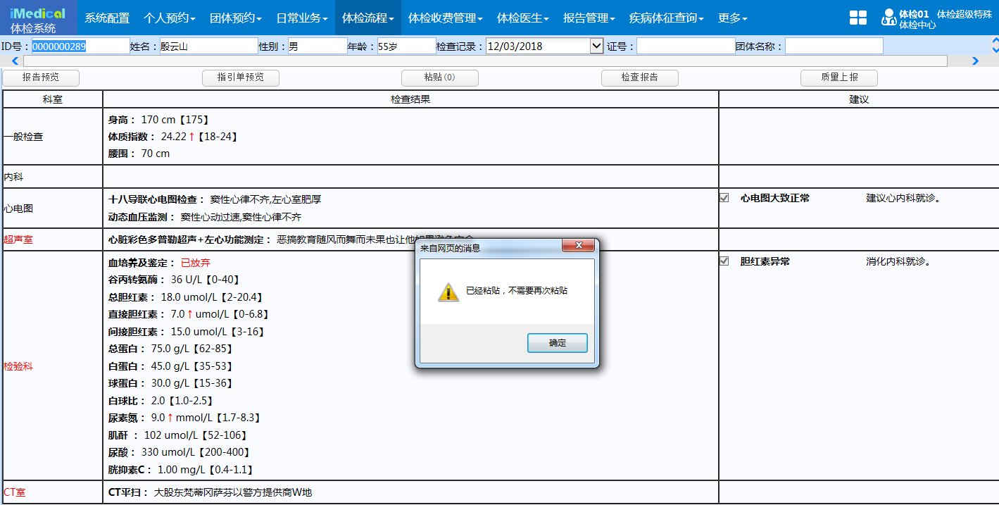 iMedical
体检系统
系统配置 个人预约 团体预约 日常业务 体检流程 体检收费管理 体检医生 报告管理 疾病体征查询 更多
体检01 体检超级特殊
体检中心
ID号：0000000289 姓名：殷云山 性别：男 年龄：55岁 检查记录：12/03/2018 证号： 团体名称：
报告预览 指引单预览 粘贴(0) 检查报告 质量上报
科室 检查结果 建议
一般检查
身高： 170 cm【175】
体质指数： 24.22↑【18-24】
腰围： 70 cm
内科
心电图
十八导联心电图检查： 窦性心律不齐,左心室肥厚
动态血压监测： 窦性心动过速,窦性心律不齐
心电图大致正常 建议心内科就诊。
超声室
心脏彩色多普勒超声+左心功能测定： 恶搞教育随风而舞而未果也让他
检验科
血培养及鉴定： 已放弃
谷丙转氨酶： 36 U/L【0-40】
总胆红素： 18.0 umol/L【2-20.4】
直接胆红素： 7.0↑umol/L【0-6.8】
间接胆红素： 15.0 umol/L【3-16】
总蛋白： 75.0 g/L【62-85】
白蛋白： 45.0 g/L【35-53】
球蛋白： 30.0 g/L【15-36】
白球比： 2.0【1.0-2.5】
尿素氮： 9.0↑mmol/L【1.7-8.3】
肌酐 ： 102 umol/L【52-106】
尿酸： 330 umol/L【200-400】
胱抑素C： 1.00 mg/L【0.4-1.1】
胆红素异常 消化内科就诊。
CT室
CT平扫： 大股东梵蒂冈萨芬以警方提供商W地
来自网页的消息
已经粘贴，不需要再次粘贴
确定